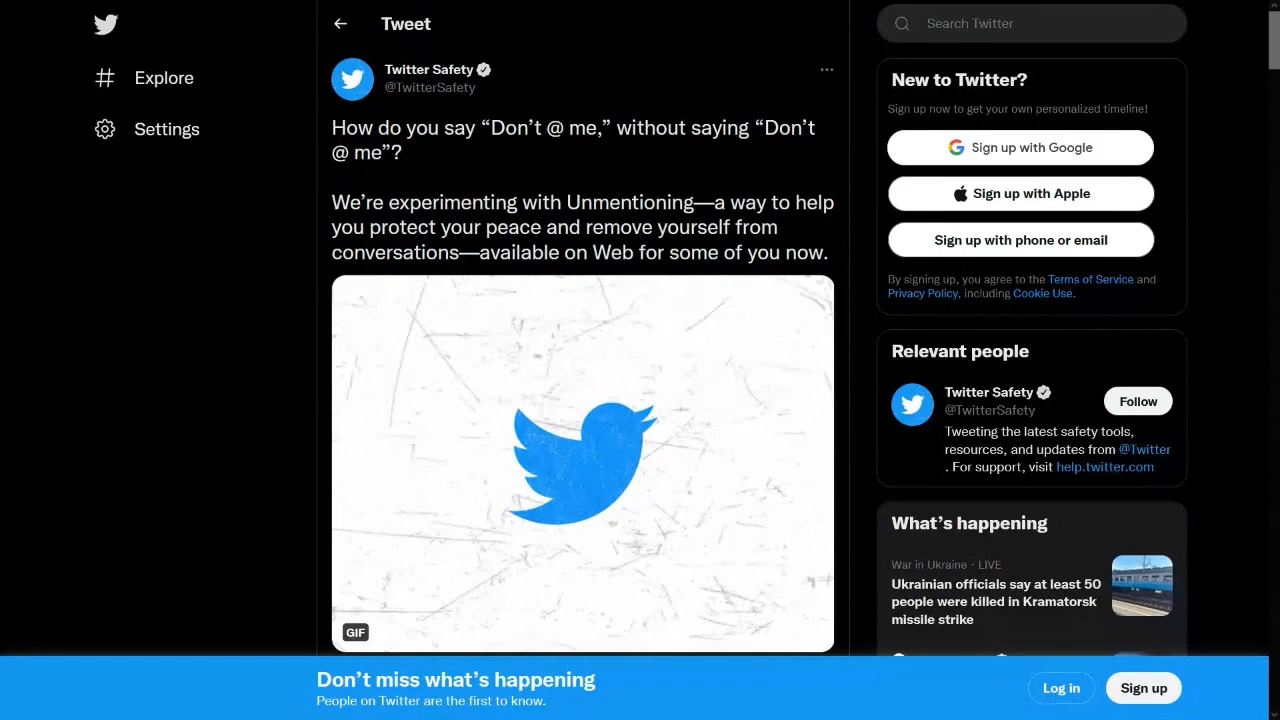 Explore
Settings
Tweet
Twitter Safety
@TwitterSafety
How do you say “Don’t @ me,” without saying “Don’t
@ me”?
We’re experimenting with Unmentioning—a way to help
you protect your peace and remove yourself from
conversations—available on Web for some of you now.
GIF
Search Twitter
New to Twitter?
Sign up now to get your own personalized timeline!
Sign up with Google
Sign up with Apple
Sign up with phone or email
By signing up, you agree to the Terms of Service and
Privacy Policy, including Cookie Use.
Relevant people
Twitter Safety
@TwitterSafety
Follow
Tweeting the latest safety tools,
resources, and updates from @Twitter
. For support, visit help.twitter.com
What’s happening
War in Ukraine · LIVE
Ukrainian officials say at least 50
people were killed in Kramatorsk
missile strike
Don’t miss what’s happening
People on Twitter are the first to know.
Log in
Sign up